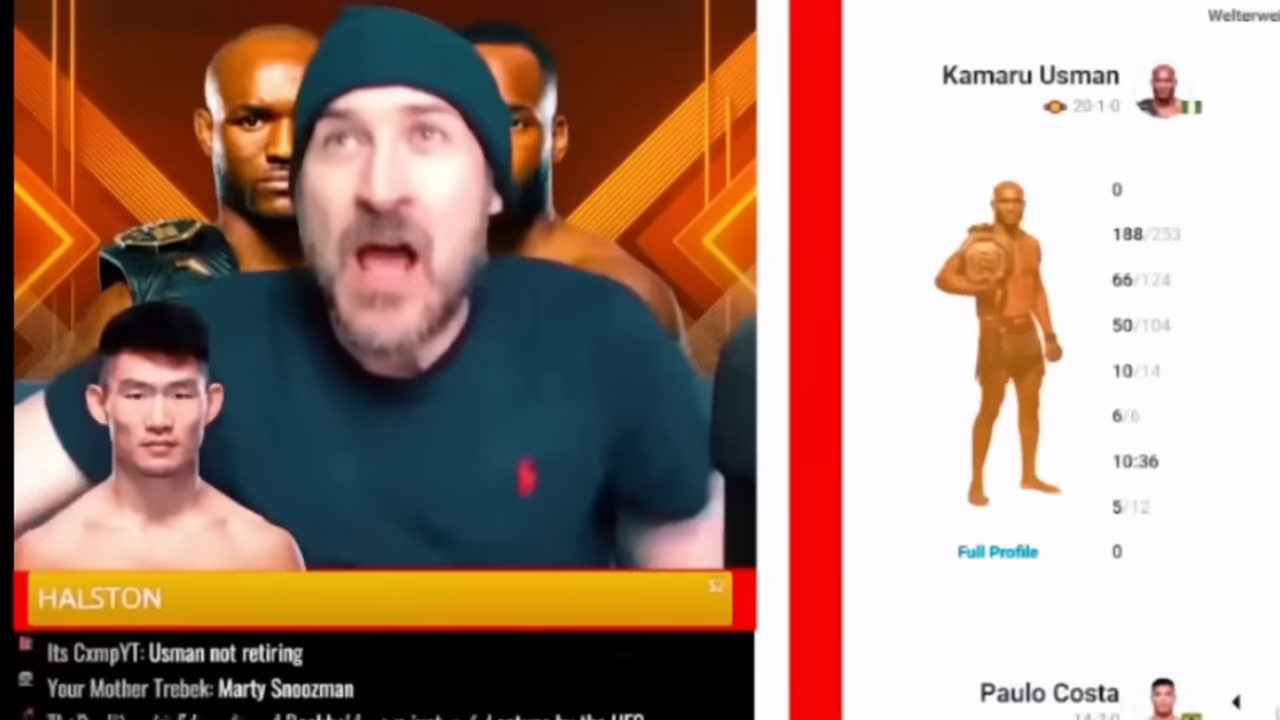 Welterwei
Kamaru Usman
20-1-0
0
188/253
66/124
50/104
10/14
6/6
10:36
5/12
Full Profile
0
Paulo Costa
HALSTON
$2
Its CxmpYT: Usman not retiring
Your Mother Trebek: Marty Snoozman